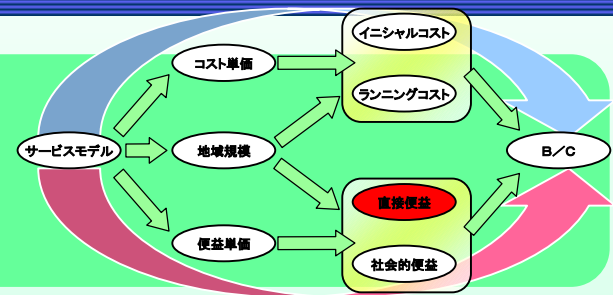 イニシャルコスト
コスト単価
ランニングコスト
サービスモデル
地域規模
B/C
直接便益
便益単価
社会的便益